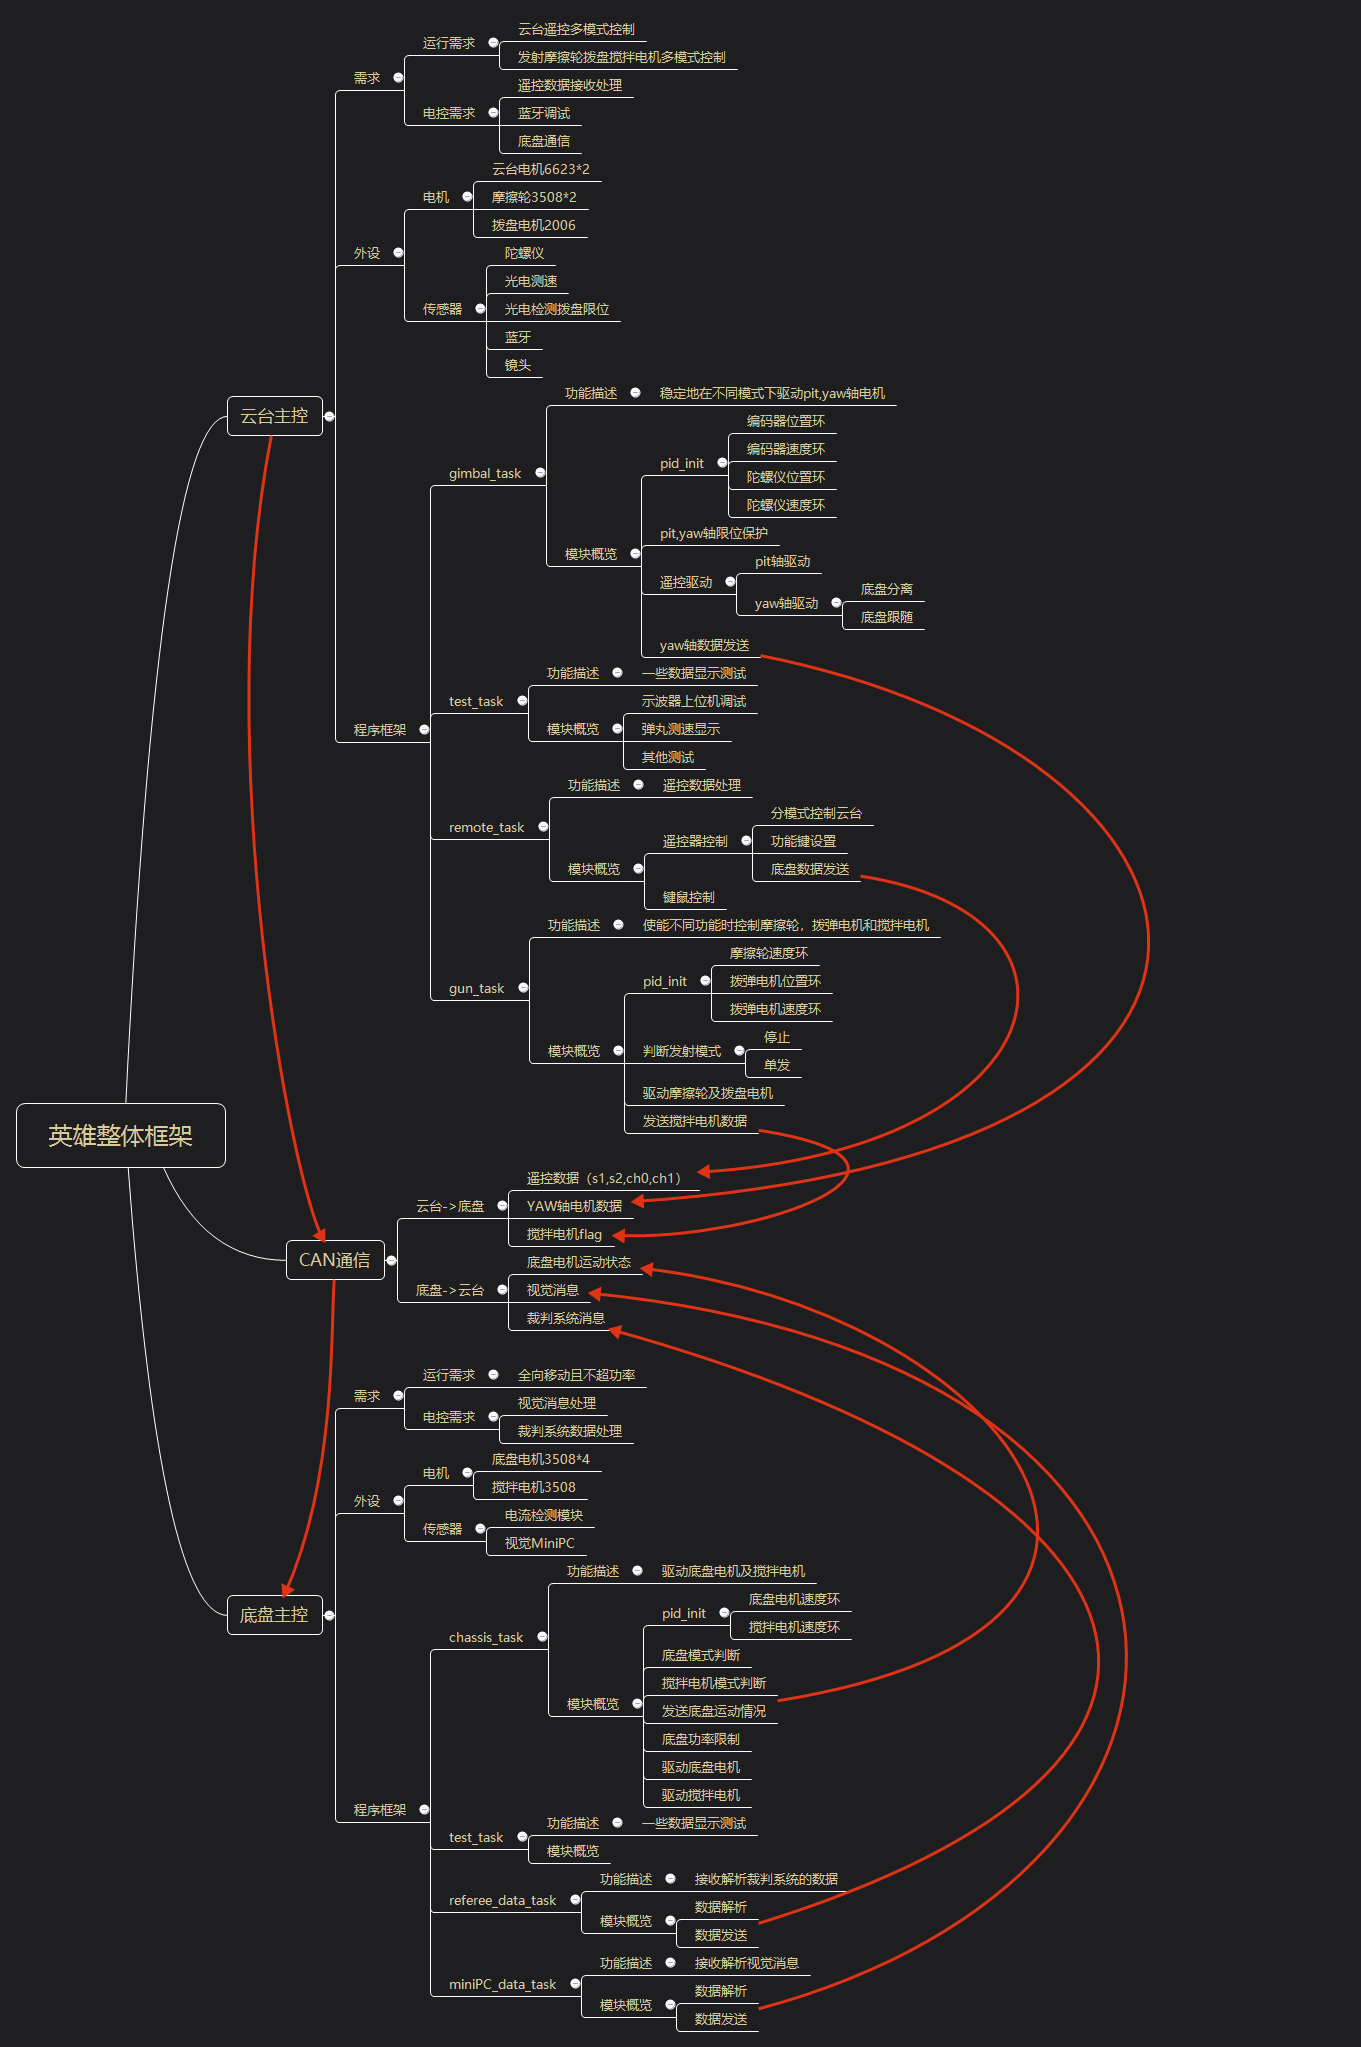 云台遥控多模式控制
运行需求
发射摩擦轮拨盘搅拌电机多模式控制
需求
遥控数据接收处理
电控需求
蓝牙调试
底盘通信
云台电机6623*2
电机
摩擦轮3508*2
拨盘电机2006
外设
陀螺仪
光电测速
传感器
光电检测拨盘限位
蓝牙
镜头
云台主控
功能描述
稳定地在不同模式下驱动pit,yaw轴电机
gimbal_task
编码器位置环
pid_init
编码器速度环
陀螺仪位置环
陀螺仪速度环
pit,yaw轴限位保护
模块概览
pit轴驱动
遥控驱动
底盘分离
yaw轴驱动
底盘跟随
yaw轴数据发送
功能描述
一些数据显示测试
test_task
示波器上位机调试
程序框架
模块概览
弹丸测速显示
其他测试
功能描述
遥控数据处理
remote_task
分模式控制云台
遥控器控制
功能键设置
模块概览
底盘数据发送
键鼠控制
功能描述
使能不同功能时控制摩擦轮，拨弹电机和搅拌电机
gun_task
摩擦轮速度环
pid_init
拨弹电机位置环
拨弹电机速度环
模块概览
停止
判断发射模式
单发
驱动摩擦轮及拨盘电机
发送搅拌电机数据
英雄整体框架
遥控数据（s1,s2,ch0,ch1）
云台->底盘
YAW轴电机数据
搅拌电机flag
CAN通信
底盘电机运动状态
底盘->云台
视觉消息
裁判系统消息
运行需求
全向移动且不超功率
需求
视觉消息处理
电控需求
裁判系统数据处理
底盘电机3508*4
电机
搅拌电机3508
外设
电流检测模块
传感器
视觉MiniPC
底盘主控
功能描述
驱动底盘电机及搅拌电机
chassis_task
底盘电机速度环
pid_init
搅拌电机速度环
底盘模式判断
搅拌电机模式判断
模块概览
发送底盘运动情况
底盘功率限制
驱动底盘电机
驱动搅拌电机
程序框架
功能描述
一些数据显示测试
test_task
模块概览
功能描述
接收解析裁判系统的数据
referee_data_task
数据解析
模块概览
数据发送
功能描述
接收解析视觉消息
miniPC_data_task
数据解析
模块概览
数据发送